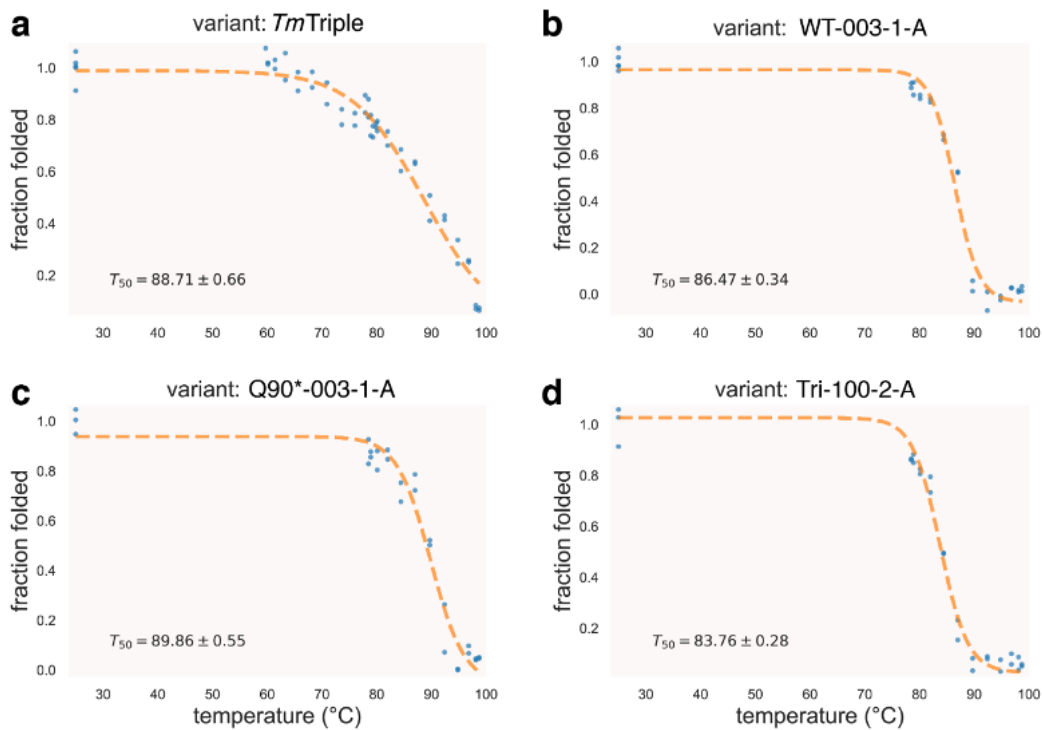 a
variant: TmTriple
fraction folded
1.0
0.8
0.6
0.4
0.2
T50 = 88.71 ± 0.66
30 40 50 60 70 80 90 100
b
variant: WT-003-1-A
fraction folded
1.0
0.8
0.6
0.4
0.2
0.0
T50 = 86.47 ± 0.34
30 40 50 60 70 80 90 100
c
variant: Q90*-003-1-A
fraction folded
1.0
0.8
0.6
0.4
0.2
0.0
T50 = 89.86 ± 0.55
30 40 50 60 70 80 90 100
temperature (°C)
d
variant: Tri-100-2-A
fraction folded
1.0
0.8
0.6
0.4
0.2
T50 = 83.76 ± 0.28
30 40 50 60 70 80 90 100
temperature (°C)